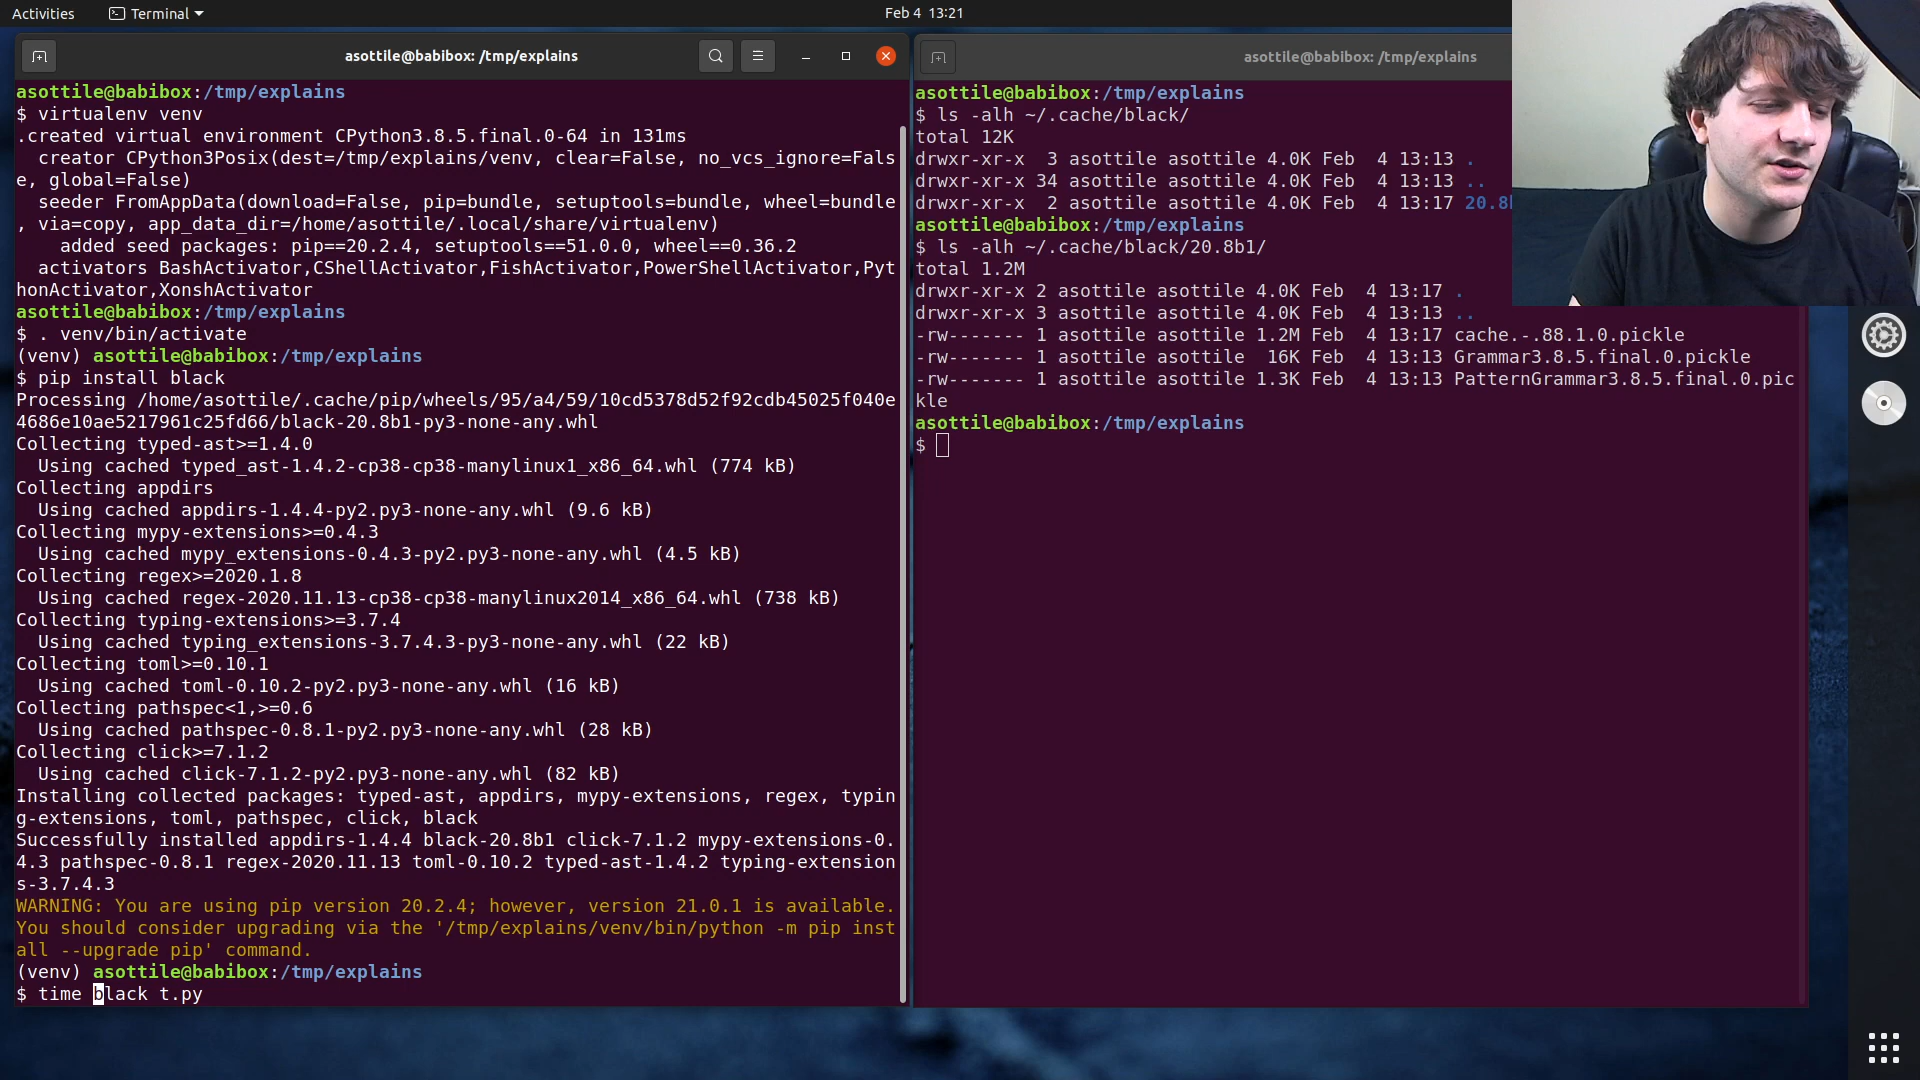 Activities
Terminal
Feb 4 13:21
asottile@babibox: /tmp/explains
asottile@babibox:/tmp/explains
$ virtualenv venv
.created virtual environment CPython3.8.5.final.0-64 in 131ms
  creator CPython3Posix(dest=/tmp/explains/venv, clear=False, no_vcs_ignore=Fals
e, global=False)
  seeder FromAppData(download=False, pip=bundle, setuptools=bundle, wheel=bundle
, via=copy, app_data_dir=/home/asottile/.local/share/virtualenv)
    added seed packages: pip==20.2.4, setuptools==51.0.0, wheel==0.36.2
  activators BashActivator,CShellActivator,FishActivator,PowerShellActivator,Pyt
honActivator,XonshActivator
asottile@babibox:/tmp/explains
$ . venv/bin/activate
(venv) asottile@babibox:/tmp/explains
$ pip install black
Processing /home/asottile/.cache/pip/wheels/95/a4/59/10cd5378d52f92cdb45025f040e
4686e10ae5217961c25fd66/black-20.8b1-py3-none-any.whl
Collecting typed-ast>=1.4.0
  Using cached typed_ast-1.4.2-cp38-cp38-manylinux1_x86_64.whl (774 kB)
Collecting appdirs
  Using cached appdirs-1.4.4-py2.py3-none-any.whl (9.6 kB)
Collecting mypy-extensions>=0.4.3
  Using cached mypy_extensions-0.4.3-py2.py3-none-any.whl (4.5 kB)
Collecting regex>=2020.1.8
  Using cached regex-2020.11.13-cp38-cp38-manylinux2014_x86_64.whl (738 kB)
Collecting typing-extensions>=3.7.4
  Using cached typing_extensions-3.7.4.3-py3-none-any.whl (22 kB)
Collecting toml>=0.10.1
  Using cached toml-0.10.2-py2.py3-none-any.whl (16 kB)
Collecting pathspec<1,>=0.6
  Using cached pathspec-0.8.1-py2.py3-none-any.whl (28 kB)
Collecting click>=7.1.2
  Using cached click-7.1.2-py2.py3-none-any.whl (82 kB)
Installing collected packages: typed-ast, appdirs, mypy-extensions, regex, typin
g-extensions, toml, pathspec, click, black
Successfully installed appdirs-1.4.4 black-20.8b1 click-7.1.2 mypy-extensions-0.
4.3 pathspec-0.8.1 regex-2020.11.13 toml-0.10.2 typed-ast-1.4.2 typing-extension
s-3.7.4.3
WARNING: You are using pip version 20.2.4; however, version 21.0.1 is available.
You should consider upgrading via the '/tmp/explains/venv/bin/python -m pip inst
all --upgrade pip' command.
(venv) asottile@babibox:/tmp/explains
$ time black t.py
asottile@babibox: /tmp/explains
asottile@babibox:/tmp/explains
$ ls -alh ~/.cache/black/
total 12K
drwxr-xr-x  3 asottile asottile 4.0K Feb  4 13:13 .
drwxr-xr-x 34 asottile asottile 4.0K Feb  4 13:13 ..
drwxr-xr-x  2 asottile asottile 4.0K Feb  4 13:17 20.8
asottile@babibox:/tmp/explains
$ ls -alh ~/.cache/black/20.8b1/
total 1.2M
drwxr-xr-x 2 asottile asottile 4.0K Feb  4 13:17 .
drwxr-xr-x 3 asottile asottile 4.0K Feb  4 13:13 ..
-rw------- 1 asottile asottile 1.2M Feb  4 13:17 cache.-.88.1.0.pickle
-rw------- 1 asottile asottile  16K Feb  4 13:13 Grammar3.8.5.final.0.pickle
-rw------- 1 asottile asottile 1.3K Feb  4 13:13 PatternGrammar3.8.5.final.0.pic
kle
asottile@babibox:/tmp/explains
$